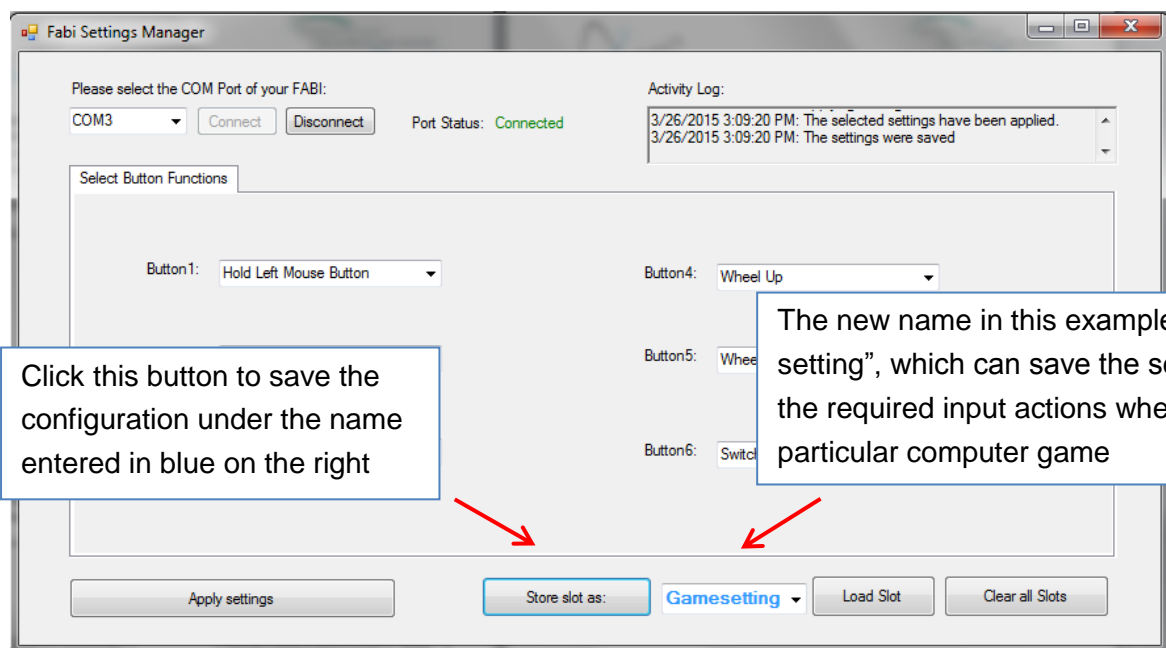 Fabi Settings Manager
Please select the COM Port of your FABI:
Activity Log:
COM3
Connect
Disconnect
Port Status: Connected
3/26/2015 3:09:20 PM: The selected settings have been applied.
3/26/2015 3:09:20 PM: The settings were saved
Select Button Functions
Button1:
Hold Left Mouse Button
Button4:
Wheel Up
Button5:
Button6:
Click this button to save the
configuration under the name
entered in blue on the right
The new name in this example
setting”, which can save the
the required input actions
particular computer game
Apply settings
Store slot as:
Gamesetting
Load Slot
Clear all Slots